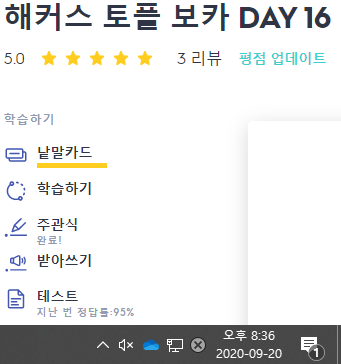 해커스 토플 보카 DAY 16
5.0 3 리뷰 평점 업데이트
학습하기
낱말카드
학습하기
주관식
완료!
받아쓰기
테스트
지난 번 정답률:95%
오후 8:36
2020-09-20
1